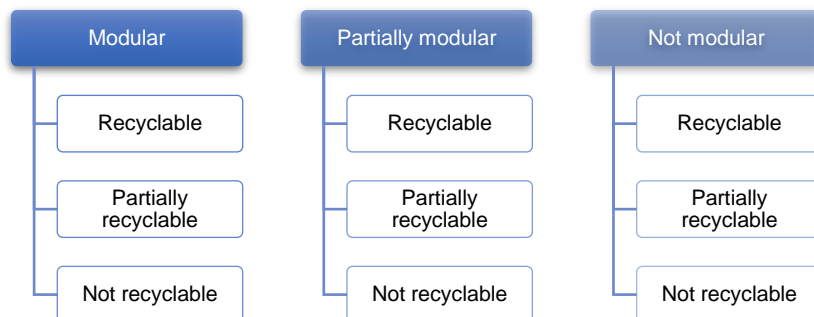 Modular
Recyclable
Partially
recyclable
Not recyclable
Partially modular
Recyclable
Partially
recyclable
Not recyclable
Not modular
Recyclable
Partially
recyclable
Not recyclable